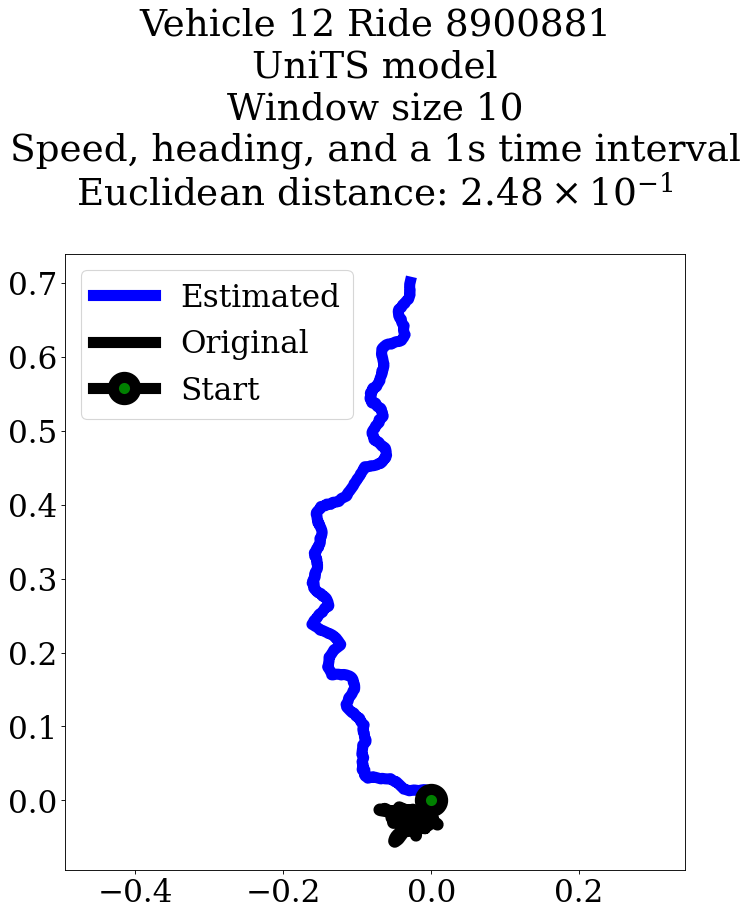 Vehicle 12 Ride 8900881
UniTS model
Window size 10
Speed, heading, and a 1s time interval
Euclidean distance: 2.48 × 10⁻¹
Estimated
Original
Start
0.7
0.6
0.5
0.4
0.3
0.2
0.1
0.0
−0.4 −0.2 0.0 0.2